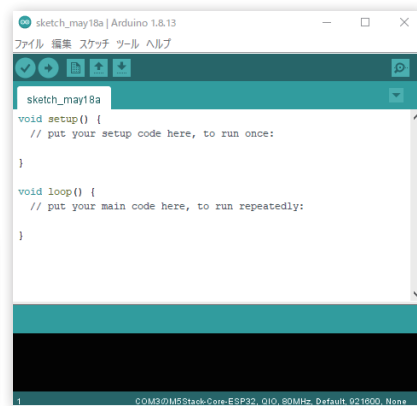 sketch_may18a | Arduino 1.8.13
ファイル 編集 スケッチ ツール ヘルプ
sketch_may18a
void setup() {
// put your setup code here, to run once:
}
void loop() {
// put your main code here, to run repeatedly:
}
1 COM3のM5Stack-Core-ESP32, QIO, 80MHz, Default, 921600, None